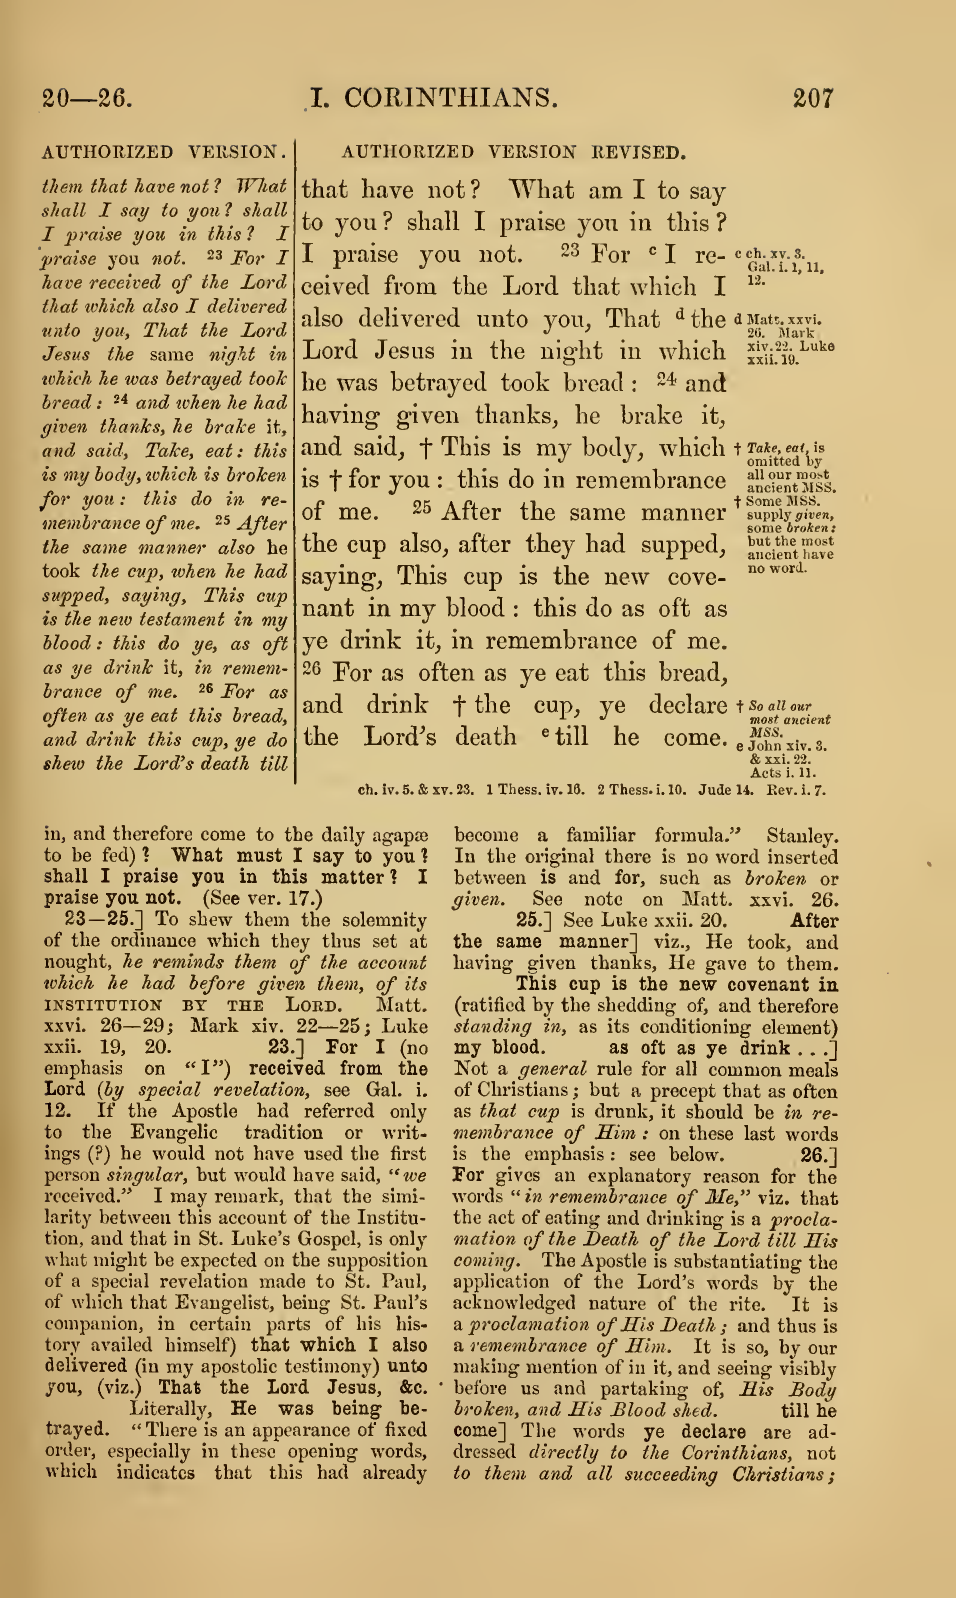 20—26.
I. CORINTHIANS.
207
AUTHORIZED VERSION.
them that have not? What
shall I say to you? shall
I praise you in this? I
praise you not. 23 For I
have received of the Lord
that which also I delivered
unto you, That the Lord
Jesus the same night in
which he was betrayed took
bread: 24 and when he had
given thanks, he brake it,
and said, Take, eat: this
is my body, which is broken
for you: this do in re-
membrance of me. 25 After
the same manner also he
took the cup, when he had
supped, saying, This cup
is the new testament in my
blood: this do ye, as oft
as ye drink it, in remem-
brance of me. 26 For as
often as ye eat this bread,
and drink this cup, ye do
shew the Lord's death till
AUTHORIZED VERSION REVISED.
that have not? What am I to say
to you? shall I praise you in this?
I praise you not. 23 For c I re-
ceived from the Lord that which I
also delivered unto you, That d the
Lord Jesus in the night in which
he was betrayed took bread: 24 and
having given thanks, he brake it,
and said, † This is my body, which
is † for you: this do in remembrance
of me. 25 After the same manner
the cup also, after they had supped,
saying, This cup is the new cove-
nant in my blood: this do as oft as
ye drink it, in remembrance of me.
26 For as often as ye eat this bread,
and drink † the cup, ye declare
the Lord's death e till he come.
c ch. xv. 3.
Gal. i. 1, 11,
12.
d Matt. xxvi.
26. Mark
xiv. 22. Luke
xxii. 19.
† Take, eat, is
omitted by
all our most
ancient MSS.
† Some MSS.
supply given,
some broken:
but the most
ancient have
no word.
† So all our
most ancient
MSS.
e John xiv. 3.
& xxi. 22.
Acts i. 11.
ch. iv. 5. & xv. 23. 1 Thess. iv. 16. 2 Thess. i. 10. Jude 14. Rev. i. 7.
in, and therefore come to the daily agapæ
to be fed)? What must I say to you?
shall I praise you in this matter? I
praise you not. (See ver. 17.)
23—25.] To shew them the solemnity
of the ordinance which they thus set at
nought, he reminds them of the account
which he had before given them, of its
INSTITUTION BY THE LORD. Matt.
xxvi. 26—29; Mark xiv. 22—25; Luke
xxii. 19, 20. 23.] For I (no
emphasis on "I") received from the
Lord (by special revelation, see Gal. i.
12. If the Apostle had referred only
to the Evangelic tradition or writ-
ings (?) he would not have used the first
person singular, but would have said, "we
received." I may remark, that the simi-
larity between this account of the Institu-
tion, and that in St. Luke's Gospel, is only
what might be expected on the supposition
of a special revelation made to St. Paul,
of which that Evangelist, being St. Paul's
companion, in certain parts of his his-
tory availed himself) that which I also
delivered (in my apostolic testimony) unto
you, (viz.) That the Lord Jesus, &c.
Literally, He was being be-
trayed. "There is an appearance of fixed
order, especially in these opening words,
which indicates that this had already
become a familiar formula." Stanley.
In the original there is no word inserted
between is and for, such as broken or
given. See note on Matt. xxvi. 26.
25.] See Luke xxii. 20. After
the same manner] viz., He took, and
having given thanks, He gave to them.
This cup is the new covenant in
(ratified by the shedding of, and therefore
standing in, as its conditioning element)
my blood. as oft as ye drink . . .]
Not a general rule for all common meals
of Christians; but a precept that as often
as that cup is drunk, it should be in re-
membrance of Him: on these last words
is the emphasis: see below. 26.]
For gives an explanatory reason for the
words "in remembrance of Me," viz. that
the act of eating and drinking is a procla-
mation of the Death of the Lord till His
coming. The Apostle is substantiating the
application of the Lord's words by the
acknowledged nature of the rite. It is
a proclamation of His Death; and thus is
a remembrance of Him. It is so, by our
making mention of in it, and seeing visibly
before us and partaking of, His Body
broken, and His Blood shed. till he
come] The words ye declare are ad-
dressed directly to the Corinthians, not
to them and all succeeding Christians;